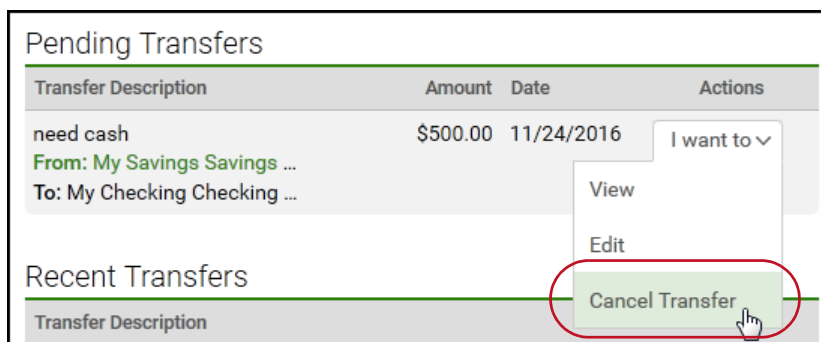 Pending Transfers
Transfer Description Amount Date Actions
need cash $500.00 11/24/2016 I want to
From: My Savings Savings ...
To: My Checking Checking ...
View
Edit
Cancel Transfer
Recent Transfers
Transfer Description